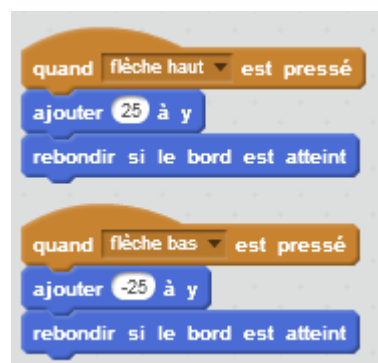 quand flèche haut est pressé
ajouter 25 à y
rebondir si le bord est atteint
quand flèche bas est pressé
ajouter -25 à y
rebondir si le bord est atteint